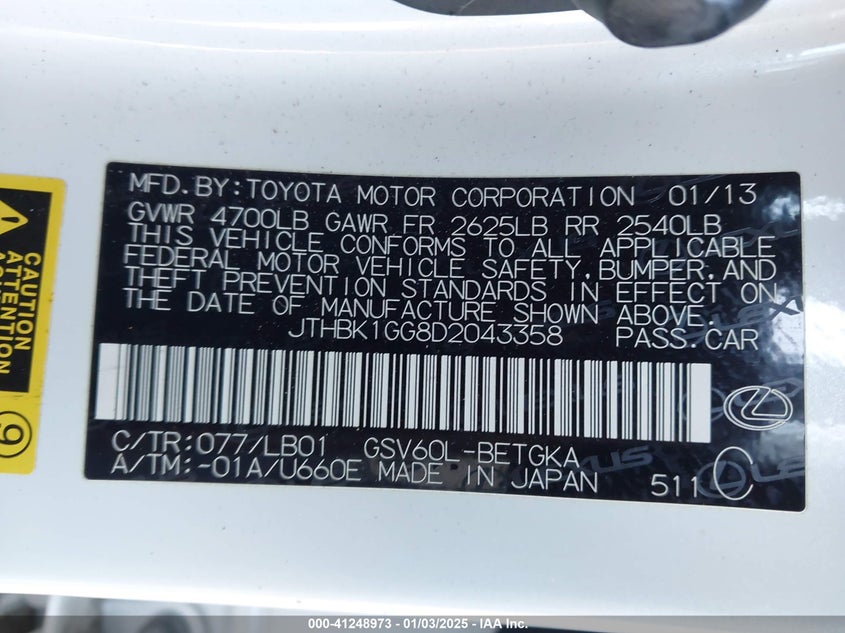 MFD.BY:TOYOTA MOTOR CORPORATION 01/13
GVWR 4700LB GAWR FR 2625LB RR 2540LB
THIS VEHICLE CONFORMS TO ALL APPLICABLE
FEDERAL MOTOR VEHICLE SAFETY,BUMPER,AND
THEFT PREVENTION STANDARDS IN EFFECT ON
THE DATE OF MANUFACTURE SHOWN ABOVE.
JTHBK1GG8D2043358 PASS.CAR
C/TR:077/LB01 GSV60L-BETGKA
A/TM:-01A/U660E MADE IN JAPAN 511
CAUTION
ATTENTION
9
000-41248973 — 01/03/2025 — IAA Inc.